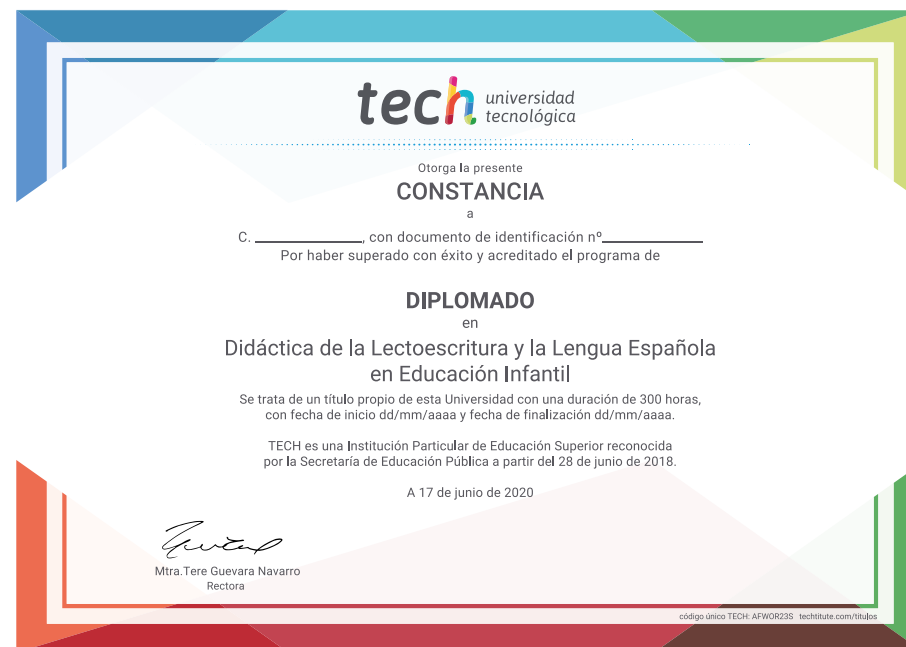 tech universidad
tecnológica
Otorga la presente
CONSTANCIA
a
C. ____________, con documento de identificación nº____________
Por haber superado con éxito y acreditado el programa de
DIPLOMADO
en
Didáctica de la Lectoescritura y la Lengua Española
en Educación Infantil
Se trata de un título propio de esta Universidad con una duración de 300 horas,
con fecha de inicio dd/mm/aaaa y fecha de finalización dd/mm/aaaa.
TECH es una Institución Particular de Educación Superior reconocida
por la Secretaría de Educación Pública a partir del 28 de junio de 2018.
A 17 de junio de 2020
Mtra.Tere Guevara Navarro
Rectora
código único TECH: AFWOR23S techtitute.com/titulos